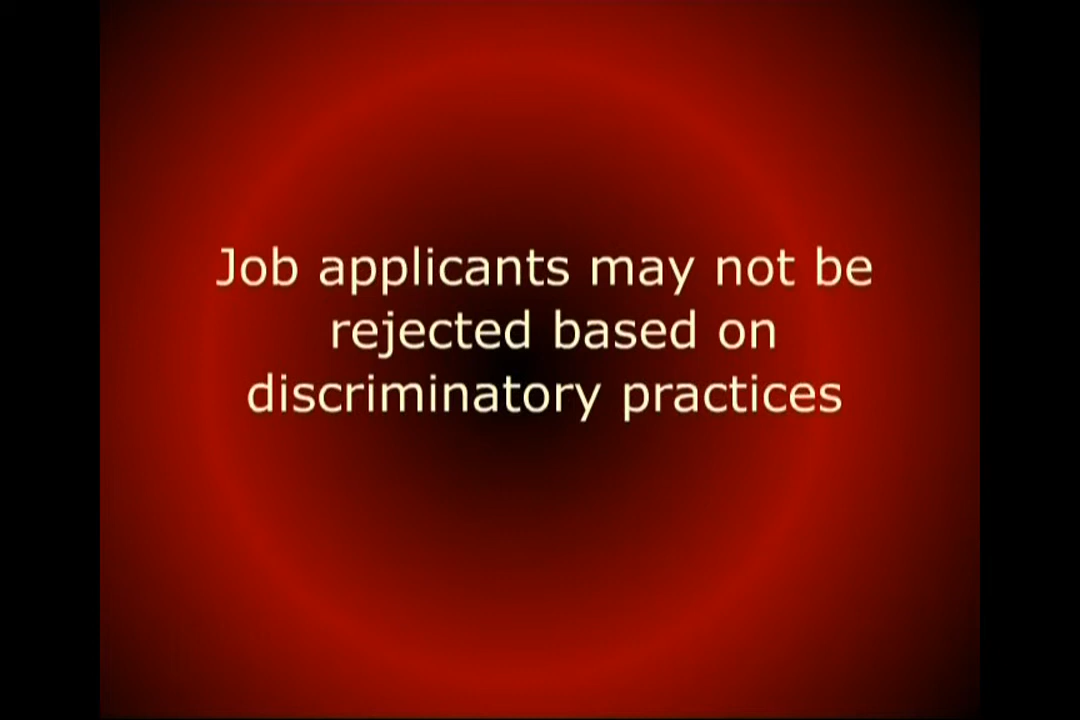 Job applicants may not be
rejected based on
discriminatory practices